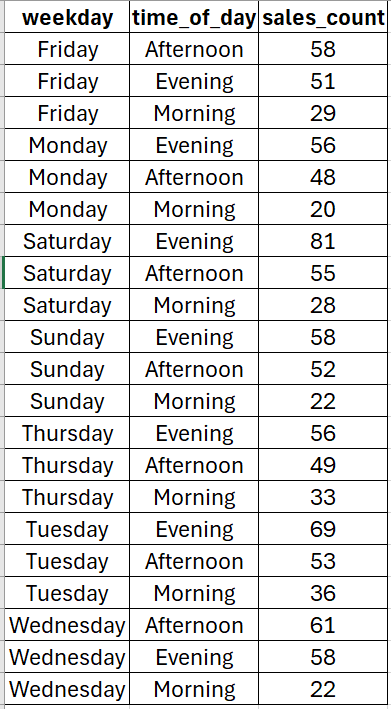 weekday time_of_day sales_count
Friday Afternoon 58
Friday Evening 51
Friday Morning 29
Monday Evening 56
Monday Afternoon 48
Monday Morning 20
Saturday Evening 81
Saturday Afternoon 55
Saturday Morning 28
Sunday Evening 58
Sunday Afternoon 52
Sunday Morning 22
Thursday Evening 56
Thursday Afternoon 49
Thursday Morning 33
Tuesday Evening 69
Tuesday Afternoon 53
Tuesday Morning 36
Wednesday Afternoon 61
Wednesday Evening 58
Wednesday Morning 22